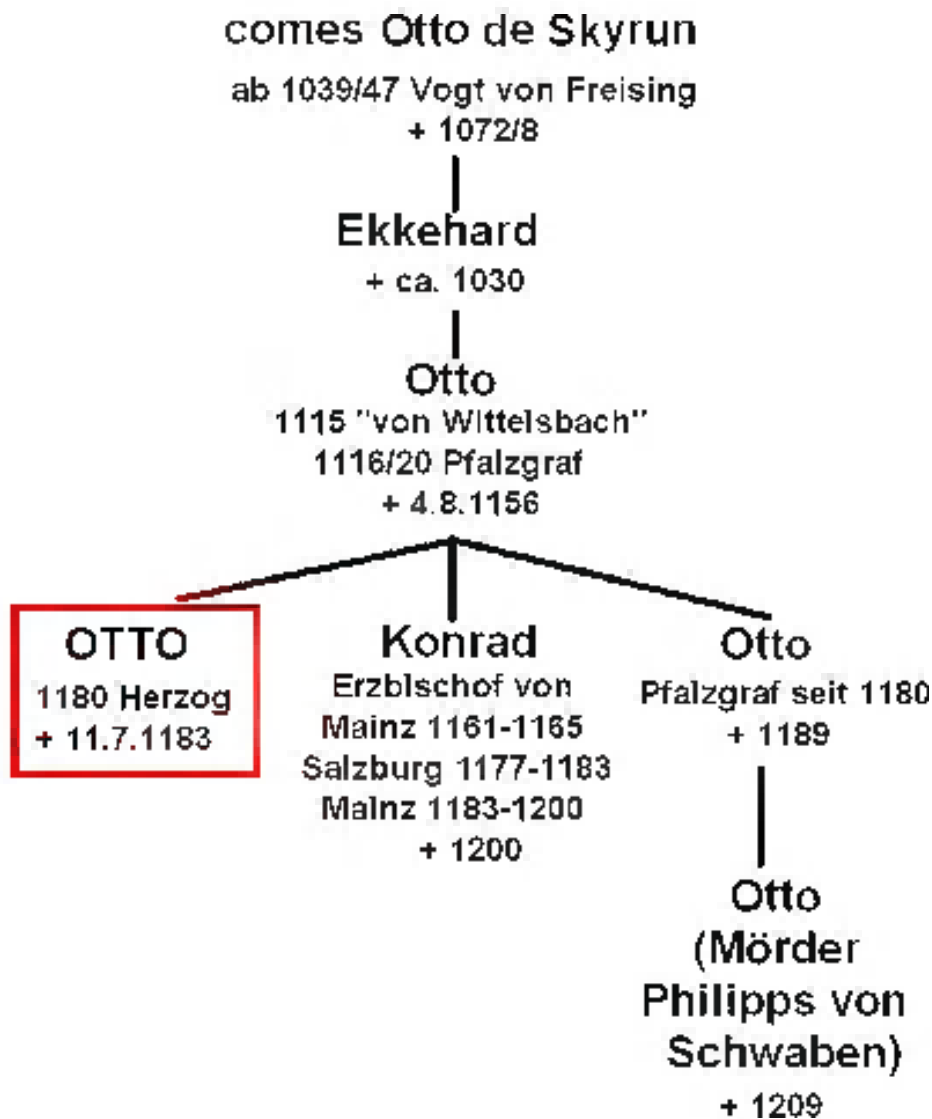 comes Otto de Skyrun
ab 1039/47 Vogt von Freising
+ 1072/8
Ekkehard
+ ca. 1030
Otto
1115 "von Wittelsbach"
1116/20 Pfalzgraf
+ 4.8.1156
OTTO
1180 Herzog
+ 11.7.1183
Konrad
Erzbischof von
Mainz 1161-1165
Salzburg 1177-1183
Mainz 1183-1200
+ 1200
Otto
Pfalzgraf seit 1180
+ 1189
Otto
(Mörder
Philipps von
Schwaben)
+ 1209